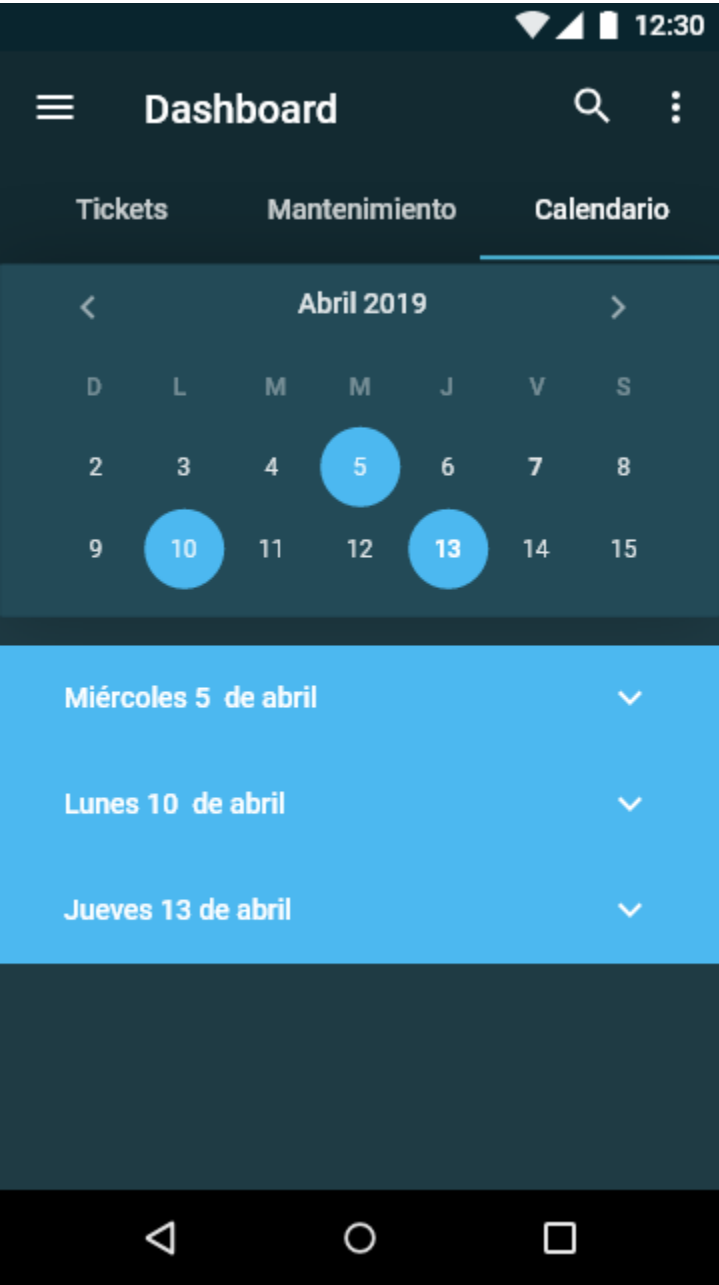 12:30
Dashboard
Tickets Mantenimiento Calendario
Abril 2019
D L M M J V S
2 3 4 5 6 7 8
9 10 11 12 13 14 15
Miércoles 5 de abril
Lunes 10 de abril
Jueves 13 de abril